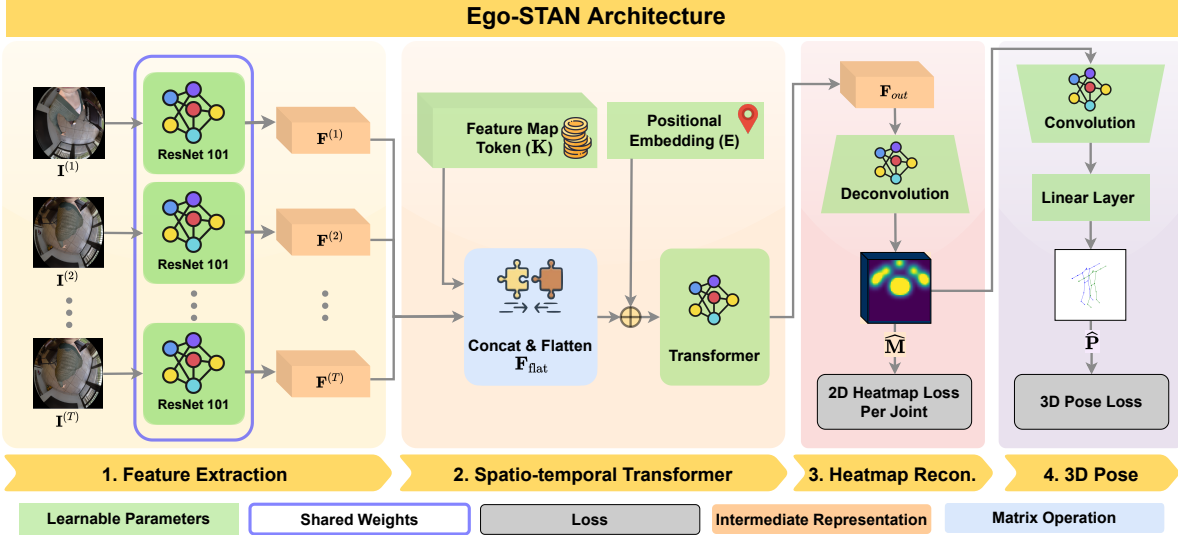 Ego-STAN Architecture
I^(1)
ResNet 101
F^(1)
I^(2)
ResNet 101
F^(2)
I^(T)
ResNet 101
F^(T)
Feature Map
Token (K)
Positional
Embedding (E)
Concat & Flatten
F_flat
Transformer
F_out
Deconvolution
M̂
2D Heatmap Loss
Per Joint
Convolution
Linear Layer
P̂
3D Pose Loss
1. Feature Extraction
2. Spatio-temporal Transformer
3. Heatmap Recon.
4. 3D Pose
Learnable Parameters
Shared Weights
Loss
Intermediate Representation
Matrix Operation